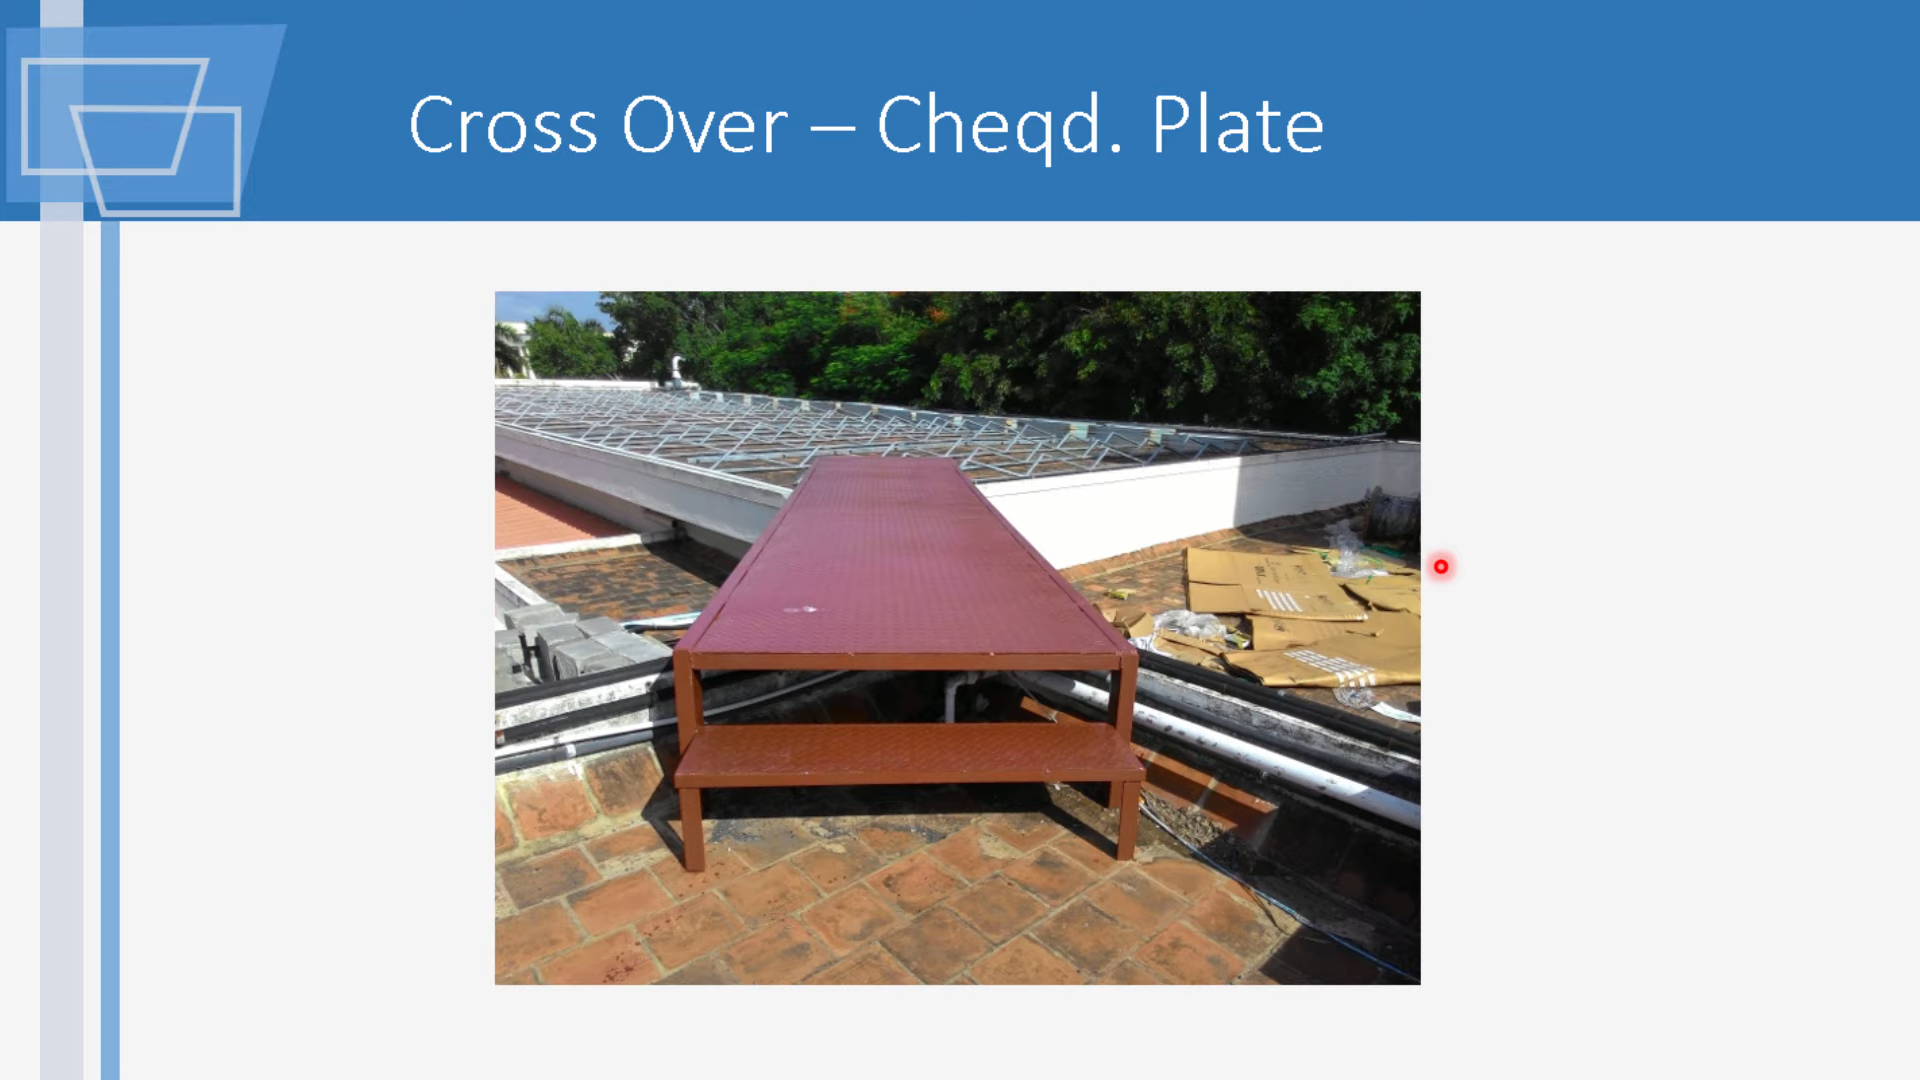 Cross Over – Cheqd. Plate